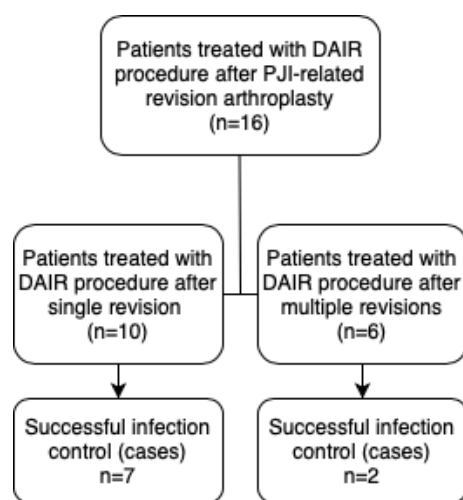 Patients treated with DAIR
procedure after PJI-related
revision arthroplasty
(n=16)
Patients treated with
DAIR procedure after
single revision
(n=10)
Patients treated with
DAIR procedure after
multiple revisions
(n=6)
Successful infection
control (cases)
n=7
Successful infection
control (cases)
n=2